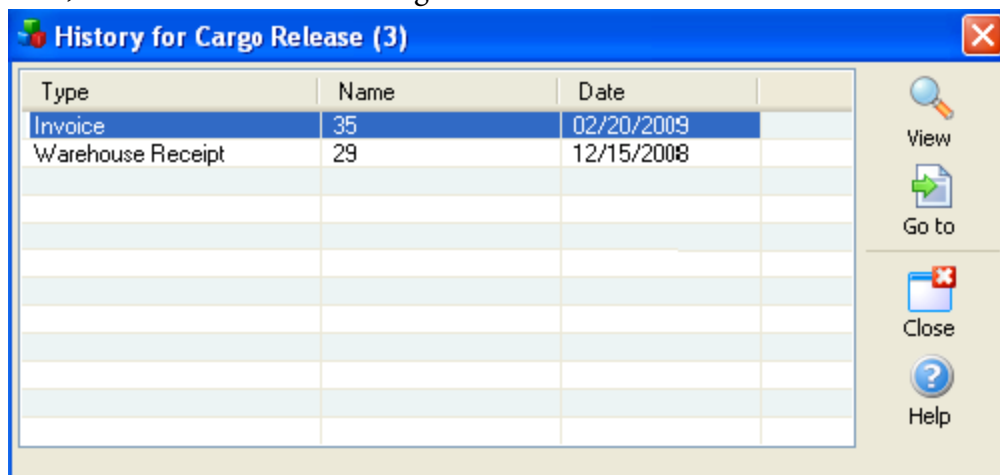 History for Cargo Release (3)
Type Name Date
Invoice 35 02/20/2009
Warehouse Receipt 29 12/15/2008
View
Go to
Close
Help